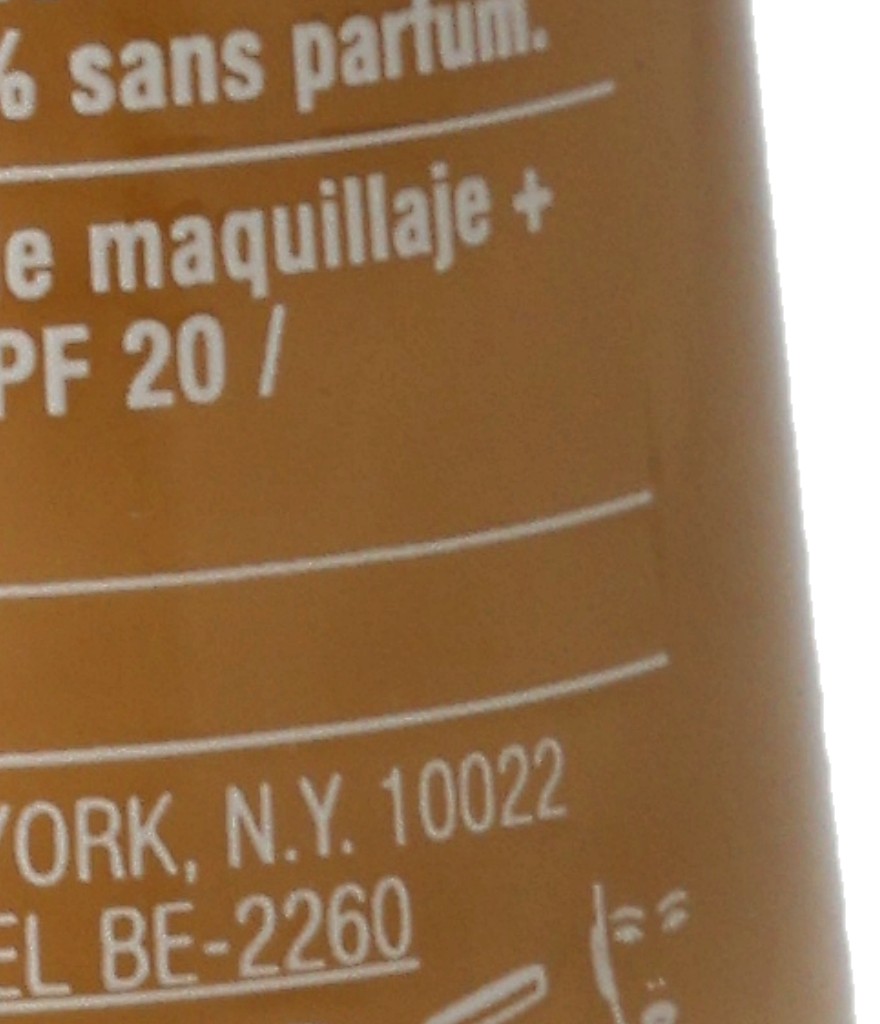 % sans parfum.
e maquillaje +
PF 20 /
YORK, N.Y. 10022
EL BE-2260